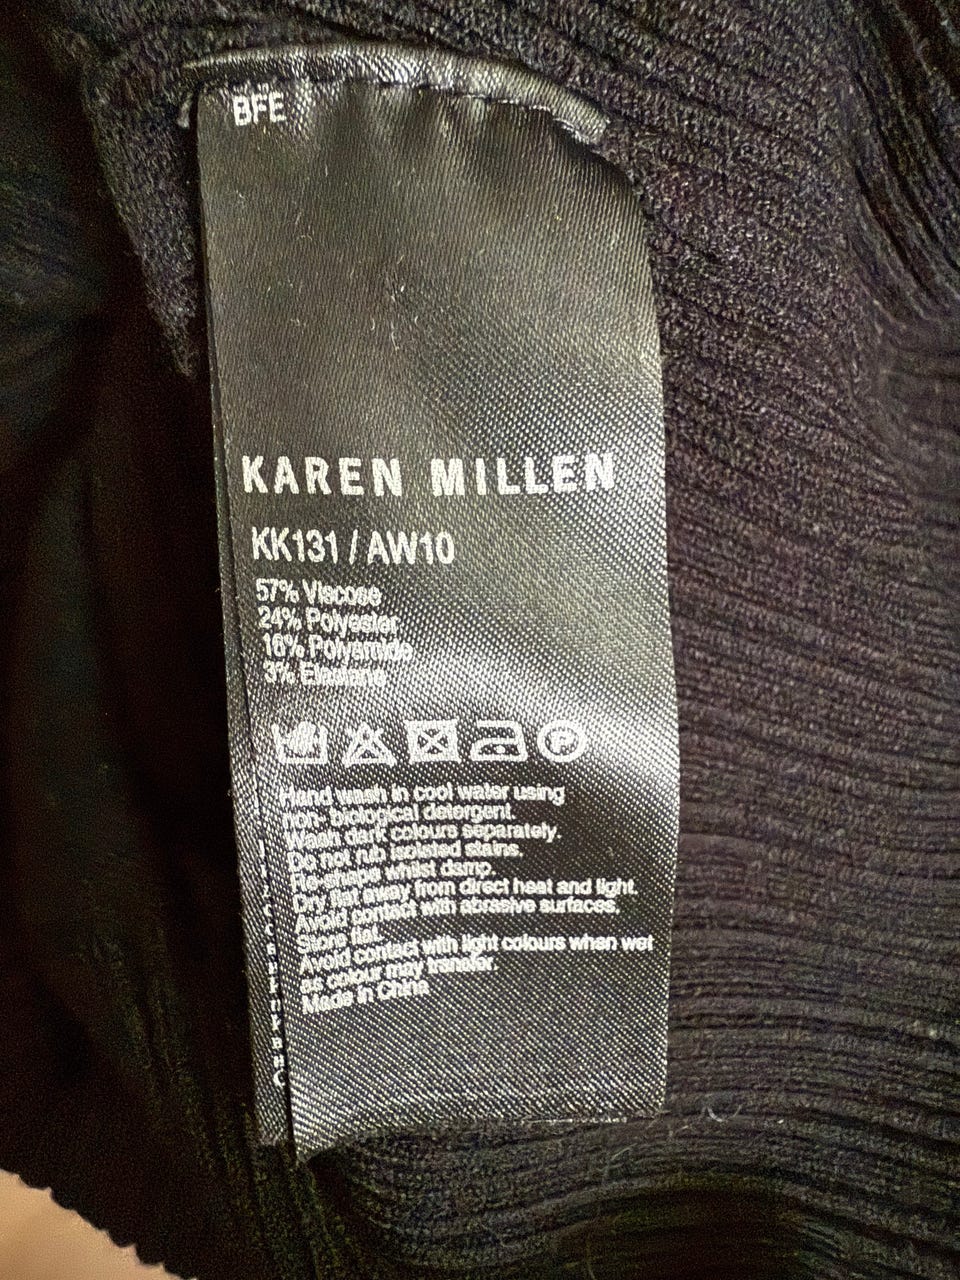 BFE
KAREN MILLEN
KK131 / AW10
57% Viscose
24% Polyester
16% Polyamide
3% Elastane
P
Hand wash in cool water using
non- biological detergent.
Wash dark colours separately.
Do not rub isolated stains.
Re-shape whilst damp.
Dry flat away from direct heat and light.
Avoid contact with abrasive surfaces.
Store flat.
Avoid contact with light colours when wet
as colour may transfer.
Made in China